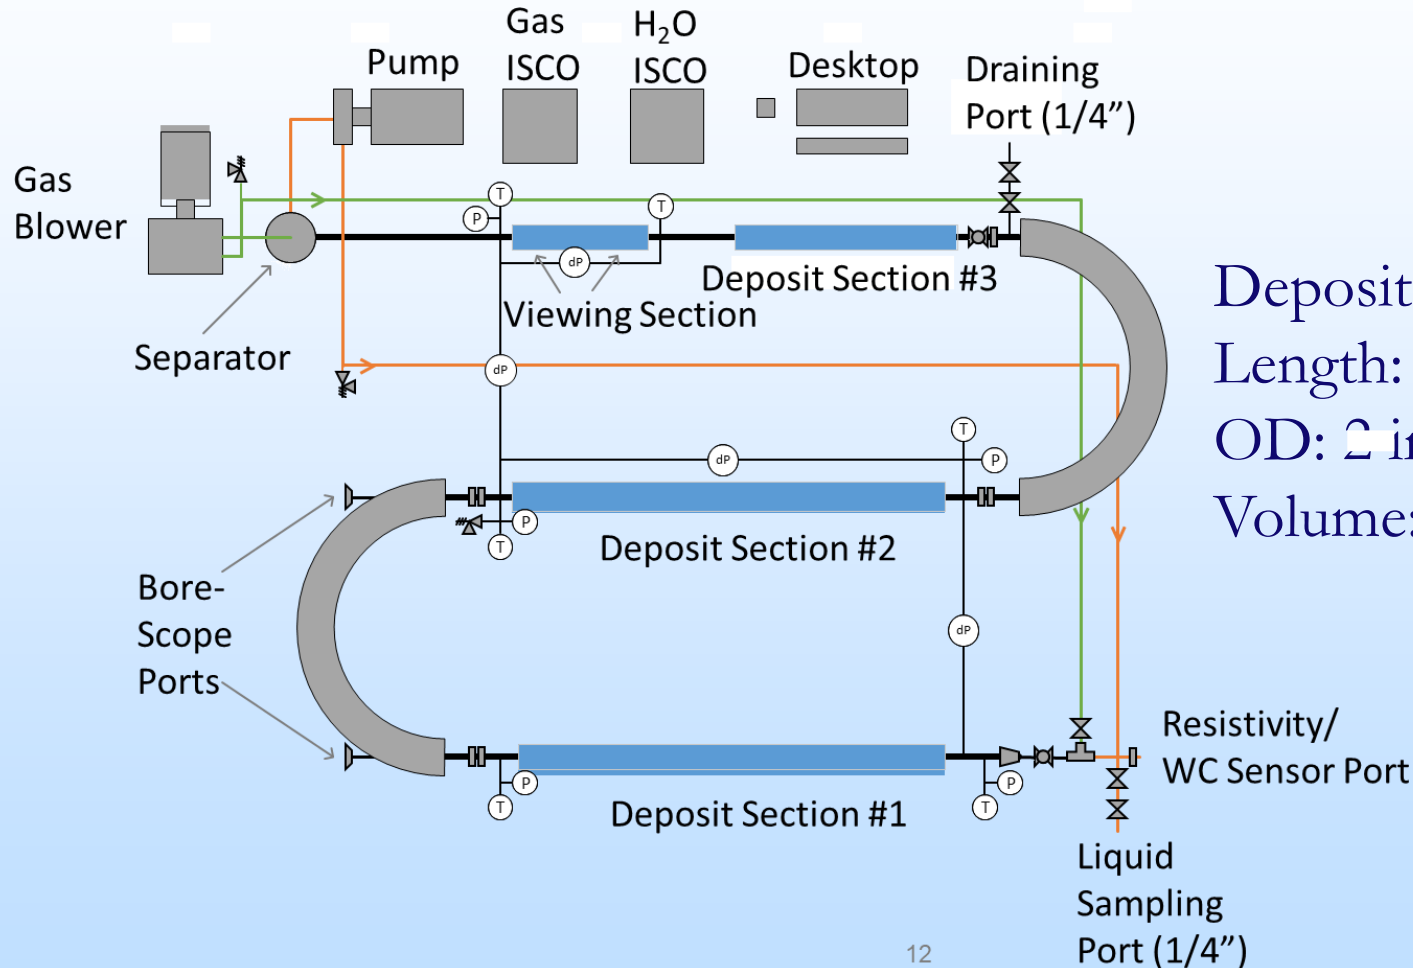 Gas
ISCO
H₂O
ISCO
Pump
Desktop
Draining
Port (1/4”)
Gas
Blower
T
T
P
dP
Deposit Section #3
Viewing Section
Separator
dP
Deposit
Length:
OD: 2 in
Volume:
T
dP
P
P
T
Deposit Section #2
Bore-
Scope
Ports
dP
Resistivity/
WC Sensor Port
P
T
P
T
Deposit Section #1
Liquid
Sampling
Port (1/4”)
12